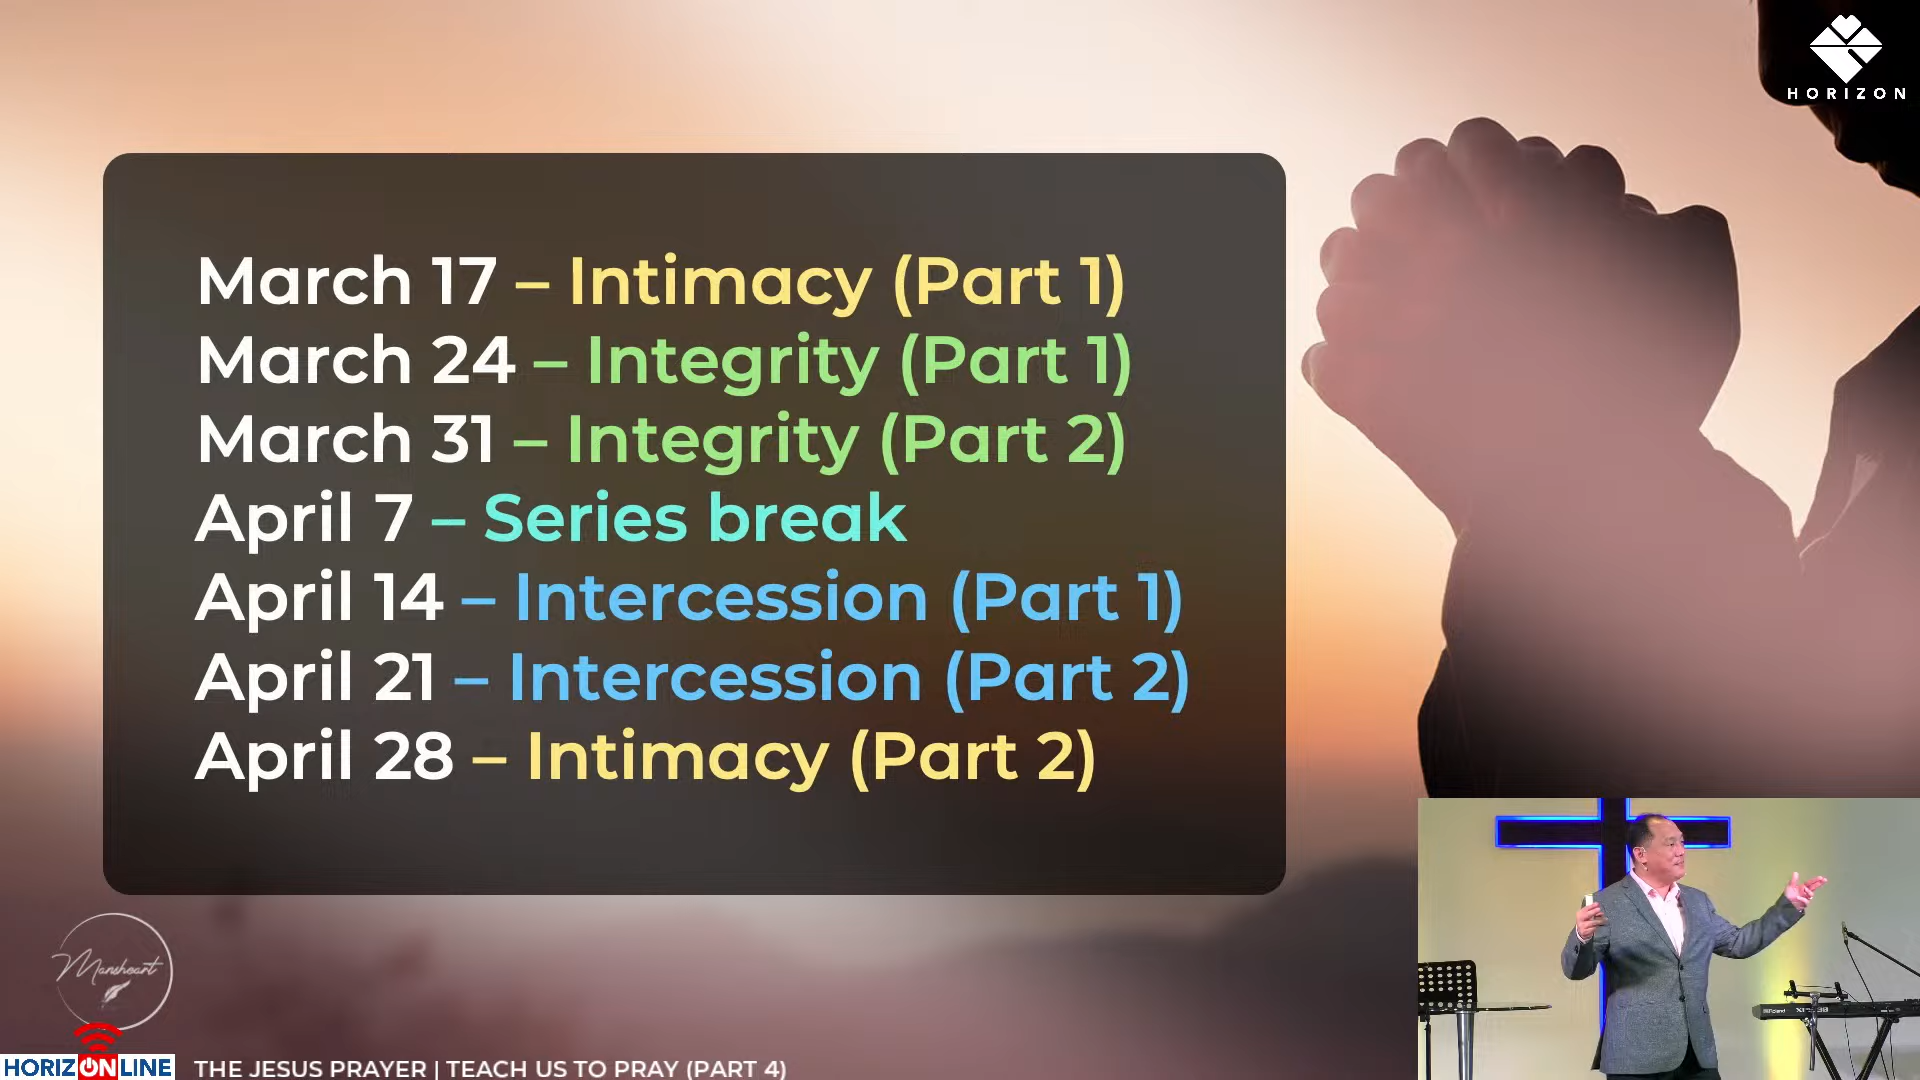 HORIZON
March 17 – Intimacy (Part 1)
March 24 – Integrity (Part 1)
March 31 – Integrity (Part 2)
April 7 – Series break
April 14 – Intercession (Part 1)
April 21 – Intercession (Part 2)
April 28 – Intimacy (Part 2)
Mansheart
HORIZONLINE
THE JESUS PRAYER | TEACH US TO PRAY (PART 4)
Roland